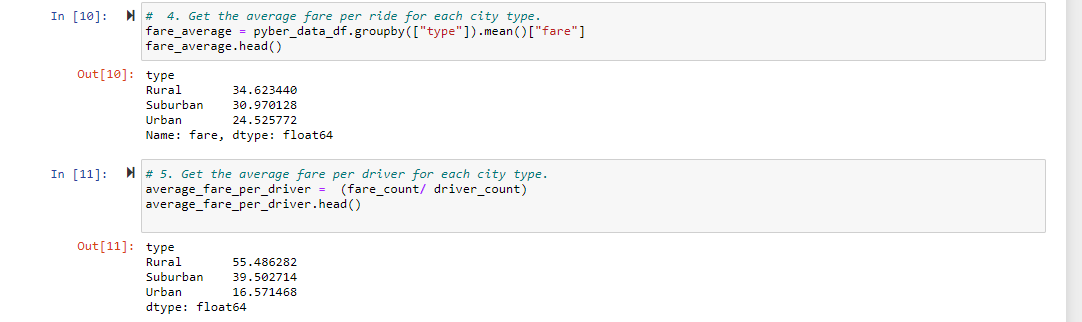 In [10]: #  4. Get the average fare per ride for each city type.
fare_average = pyber_data_df.groupby(["type"]).mean()["fare"]
fare_average.head()
Out[10]: type
Rural       34.623440
Suburban    30.970128
Urban       24.525772
Name: fare, dtype: float64
In [11]: # 5. Get the average fare per driver for each city type.
average_fare_per_driver =  (fare_count/ driver_count)
average_fare_per_driver.head()
Out[11]: type
Rural       55.486282
Suburban    39.502714
Urban       16.571468
dtype: float64